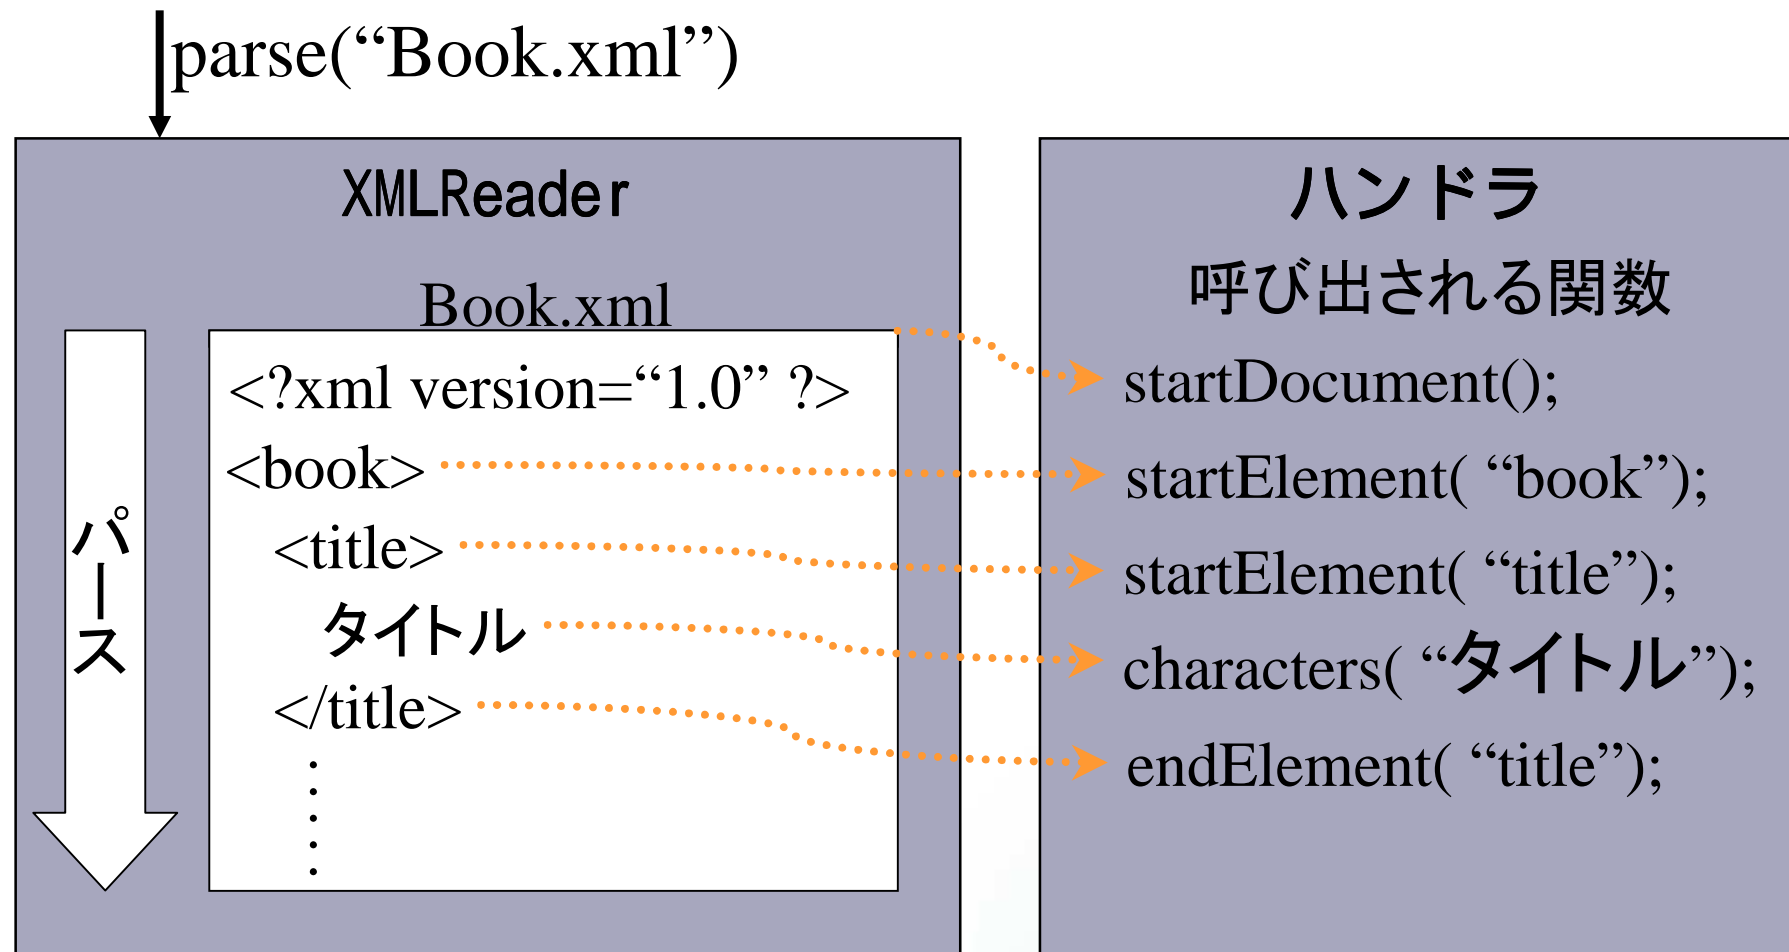 parse(“Book.xml”)
XMLReader
Book.xml
パース
<?xml version=“1.0” ?>
<book>
<title>
タイトル
</title>
ハンドラ
呼び出される関数
startDocument();
startElement( “book”);
startElement( “title”);
characters( “タイトル”);
endElement( “title”);